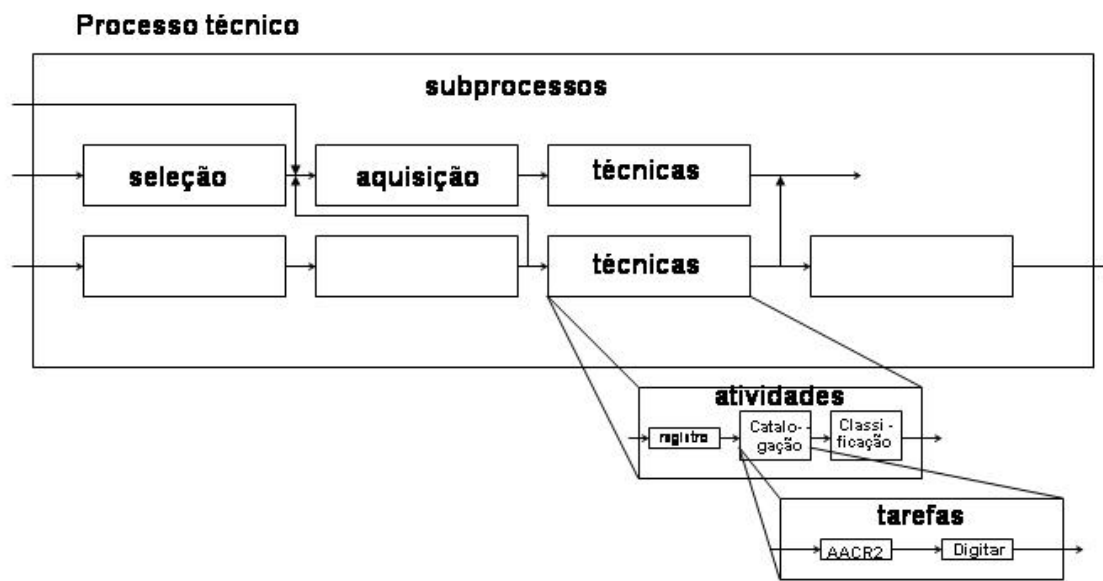 Processo técnico
subprocessos
seleção
aquisição
técnicas
técnicas
atividades
registro
Catalo-
gação
Classi-
ficação
tarefas
AACR2
Digitar